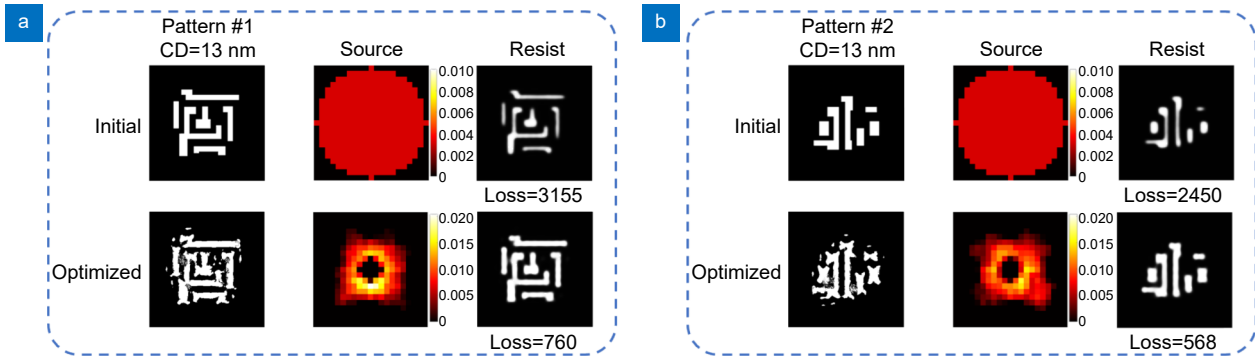 a
Pattern #1
CD=13 nm
Source
Resist
Initial
0.010
0.008
0.006
0.004
0.002
0
Loss=3155
Optimized
0.020
0.015
0.010
0.005
0
Loss=760
b
Pattern #2
CD=13 nm
Source
Resist
Initial
0.010
0.008
0.006
0.004
0.002
0
Loss=2450
Optimized
0.020
0.015
0.010
0.005
0
Loss=568